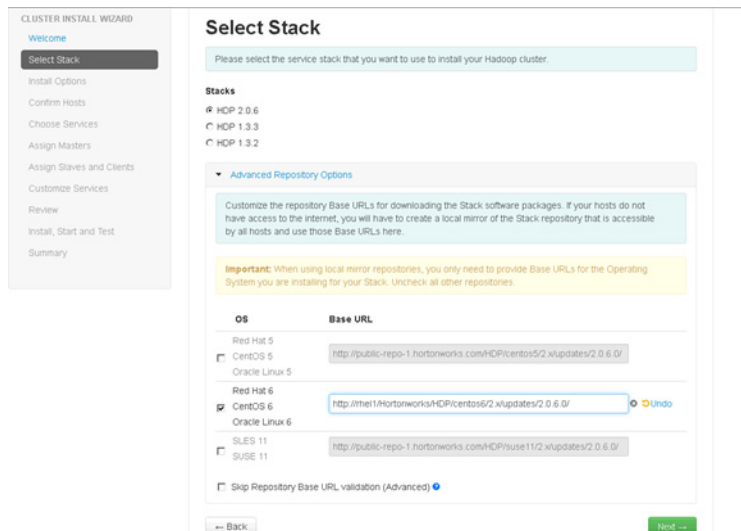 CLUSTER INSTALL WIZARD
Welcome
Select Stack
Install Options
Confirm Hosts
Choose Services
Assign Masters
Assign Slaves and Clients
Customize Services
Review
Install, Start and Test
Summary
Select Stack
Please select the service stack that you want to use to install your Hadoop cluster.
Stacks
HDP 2.0.6
HDP 1.3.3
HDP 1.3.2
Advanced Repository Options
Customize the repository Base URLs for downloading the Stack software packages. If your hosts do not
have access to the internet, you will have to create a local mirror of the Stack repository that is accessible
by all hosts and use those Base URLs here.
Important: When using local mirror repositories, you only need to provide Base URLs for the Operating
System you are installing for your Stack. Uncheck all other repositories.
OS Base URL
Red Hat 5
CentOS 5 http://public-repo-1.hortonworks.com/HDP/centos5/2.x/updates/2.0.6.0/
Oracle Linux 5
Red Hat 6
CentOS 6 http://rhel1/Hortonworks/HDP/centos6/2.x/updates/2.0.6.0/ Undo
Oracle Linux 6
SLES 11
SUSE 11 http://public-repo-1.hortonworks.com/HDP/suse11/2.x/updates/2.0.6.0/
Skip Repository Base URL validation (Advanced) ?
← Back Next →